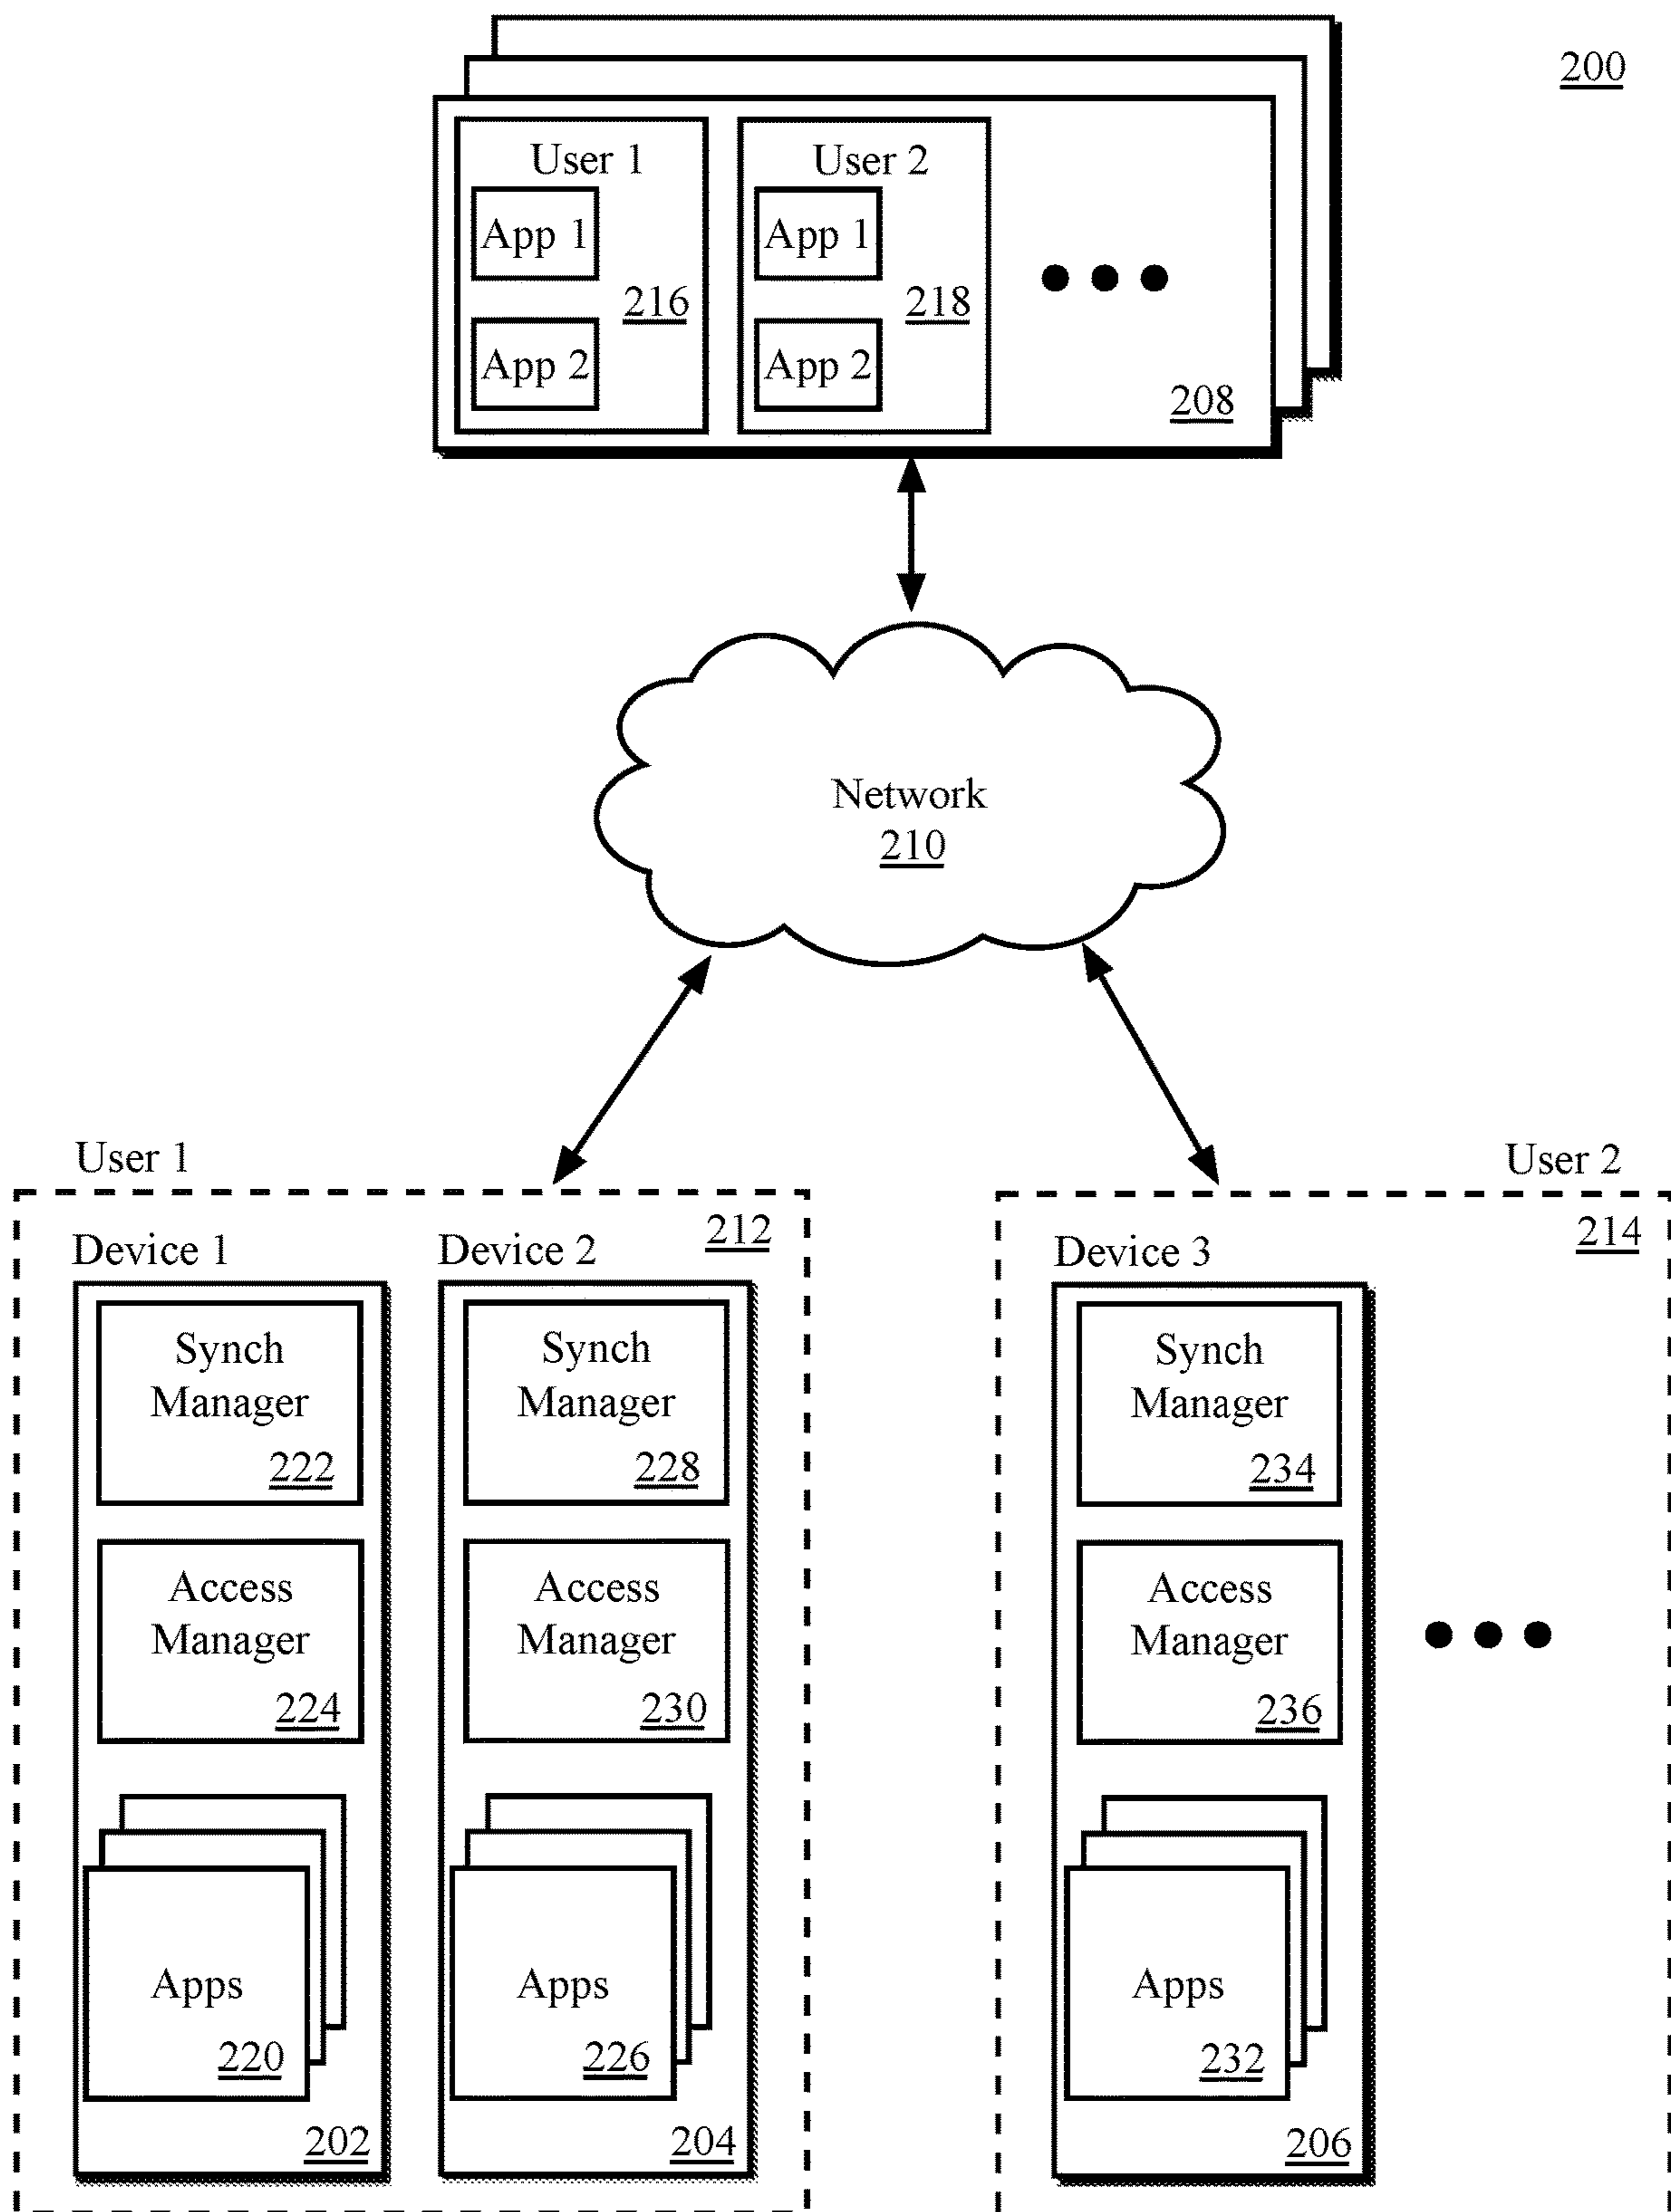 200
User 1
App 1
216
App 2
User 2
App 1
218
App 2
208
Network
210
User 1
212
Device 1
Synch
Manager
222
Access
Manager
224
Apps
220
202
Device 2
Synch
Manager
228
Access
Manager
230
Apps
226
204
User 2
214
Device 3
Synch
Manager
234
Access
Manager
236
Apps
232
206